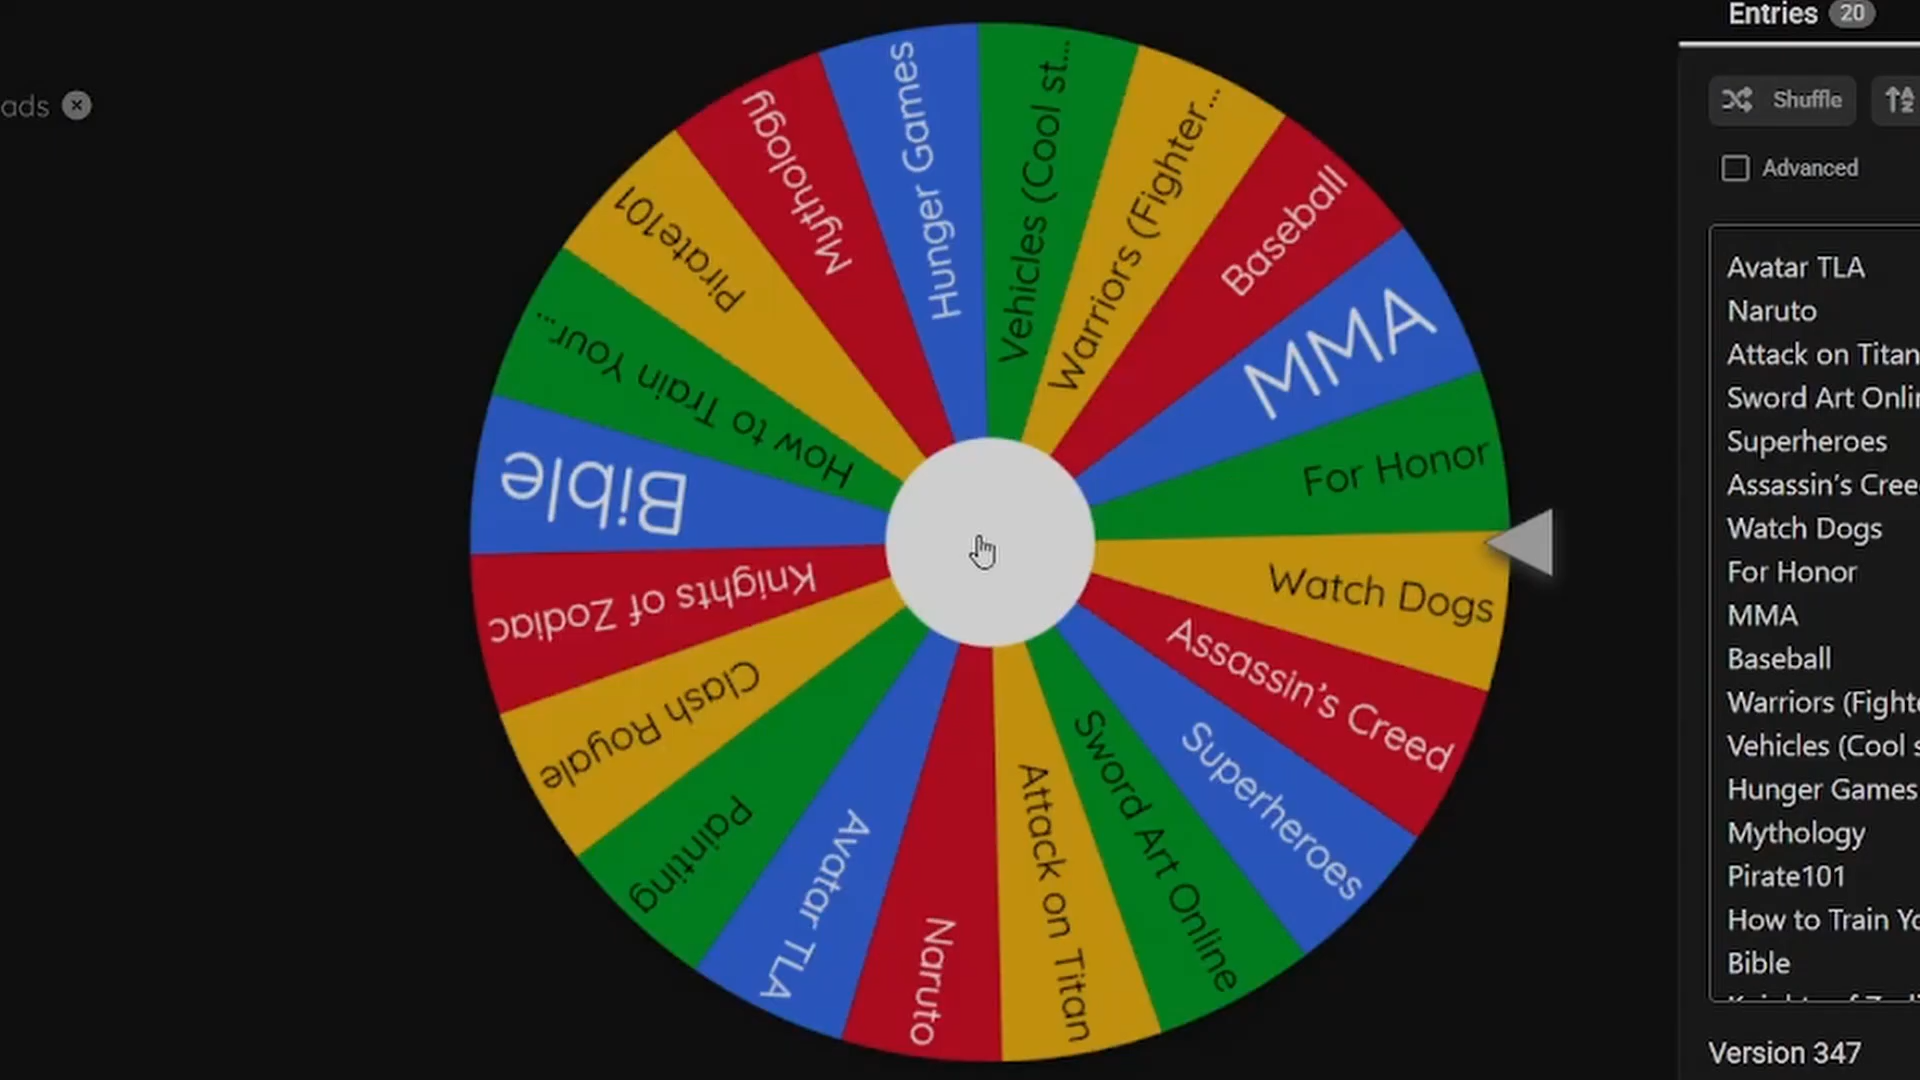 ads
Hunger Games
Vehicles (Cool st...
Warriors (Fighter...
Baseball
MMA
For Honor
Watch Dogs
Assassin's Creed
Superheroes
Sword Art Online
Attack on Titan
Naruto
Avatar TLA
Painting
Clash Royale
Knights of Zodiac
Bible
How to Train Your...
Pirate101
Mythology
Entries 20
Shuffle
Advanced
Avatar TLA
Naruto
Attack on Titan
Sword Art Onlin
Superheroes
Assassin's Cree
Watch Dogs
For Honor
MMA
Baseball
Warriors (Fighte
Vehicles (Cool s
Hunger Games
Mythology
Pirate101
How to Train Yo
Bible
Version 347